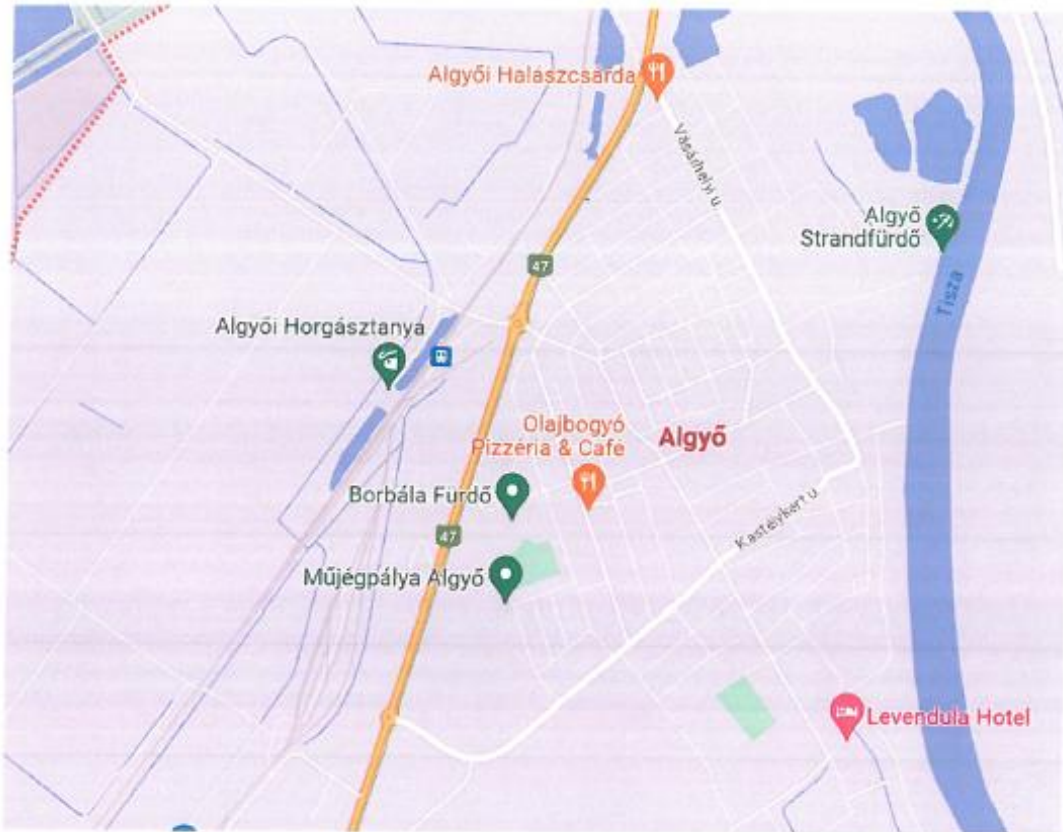 Algyői Halászcsárda
Vásárhelyi u.
Algyő
Strandfürdő
47
Tisza
Algyői Horgásztanya
Olajbogyó
Pizzéria & Cafe
Algyő
Borbála Fürdő
47
Kastélykert u.
Műjégpálya Algyő
Levendula Hotel